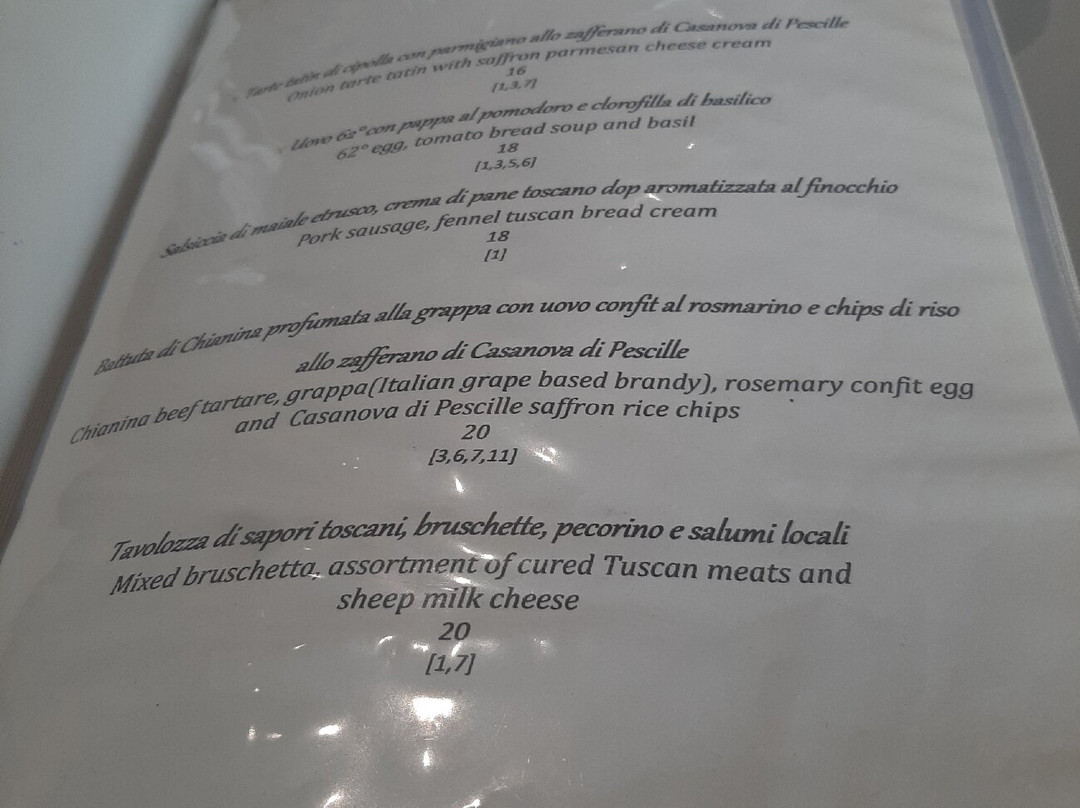 Tarte tatin di cipolla con parmigiano allo zafferano di Casanova di Pescille
Onion tarte tatin with saffron parmesan cheese cream
16
[1,3,7]
Uovo 62° con pappa al pomodoro e clorofilla di basilico
62° egg, tomato bread soup and basil
18
[1,3,5,6]
Salsiccia di maiale etrusco, crema di pane toscano dop aromatizzata al finocchio
Pork sausage, fennel tuscan bread cream
18
[1]
Battuta di Chianina profumata alla grappa con uovo confit al rosmarino e chips di riso
allo zafferano di Casanova di Pescille
Chianina beef tartare, grappa(Italian grape based brandy), rosemary confit egg
and Casanova di Pescille saffron rice chips
20
[3,6,7,11]
Tavolozza di sapori toscani, bruschette, pecorino e salumi locali
Mixed bruschetta, assortment of cured Tuscan meats and
sheep milk cheese
20
[1,7]